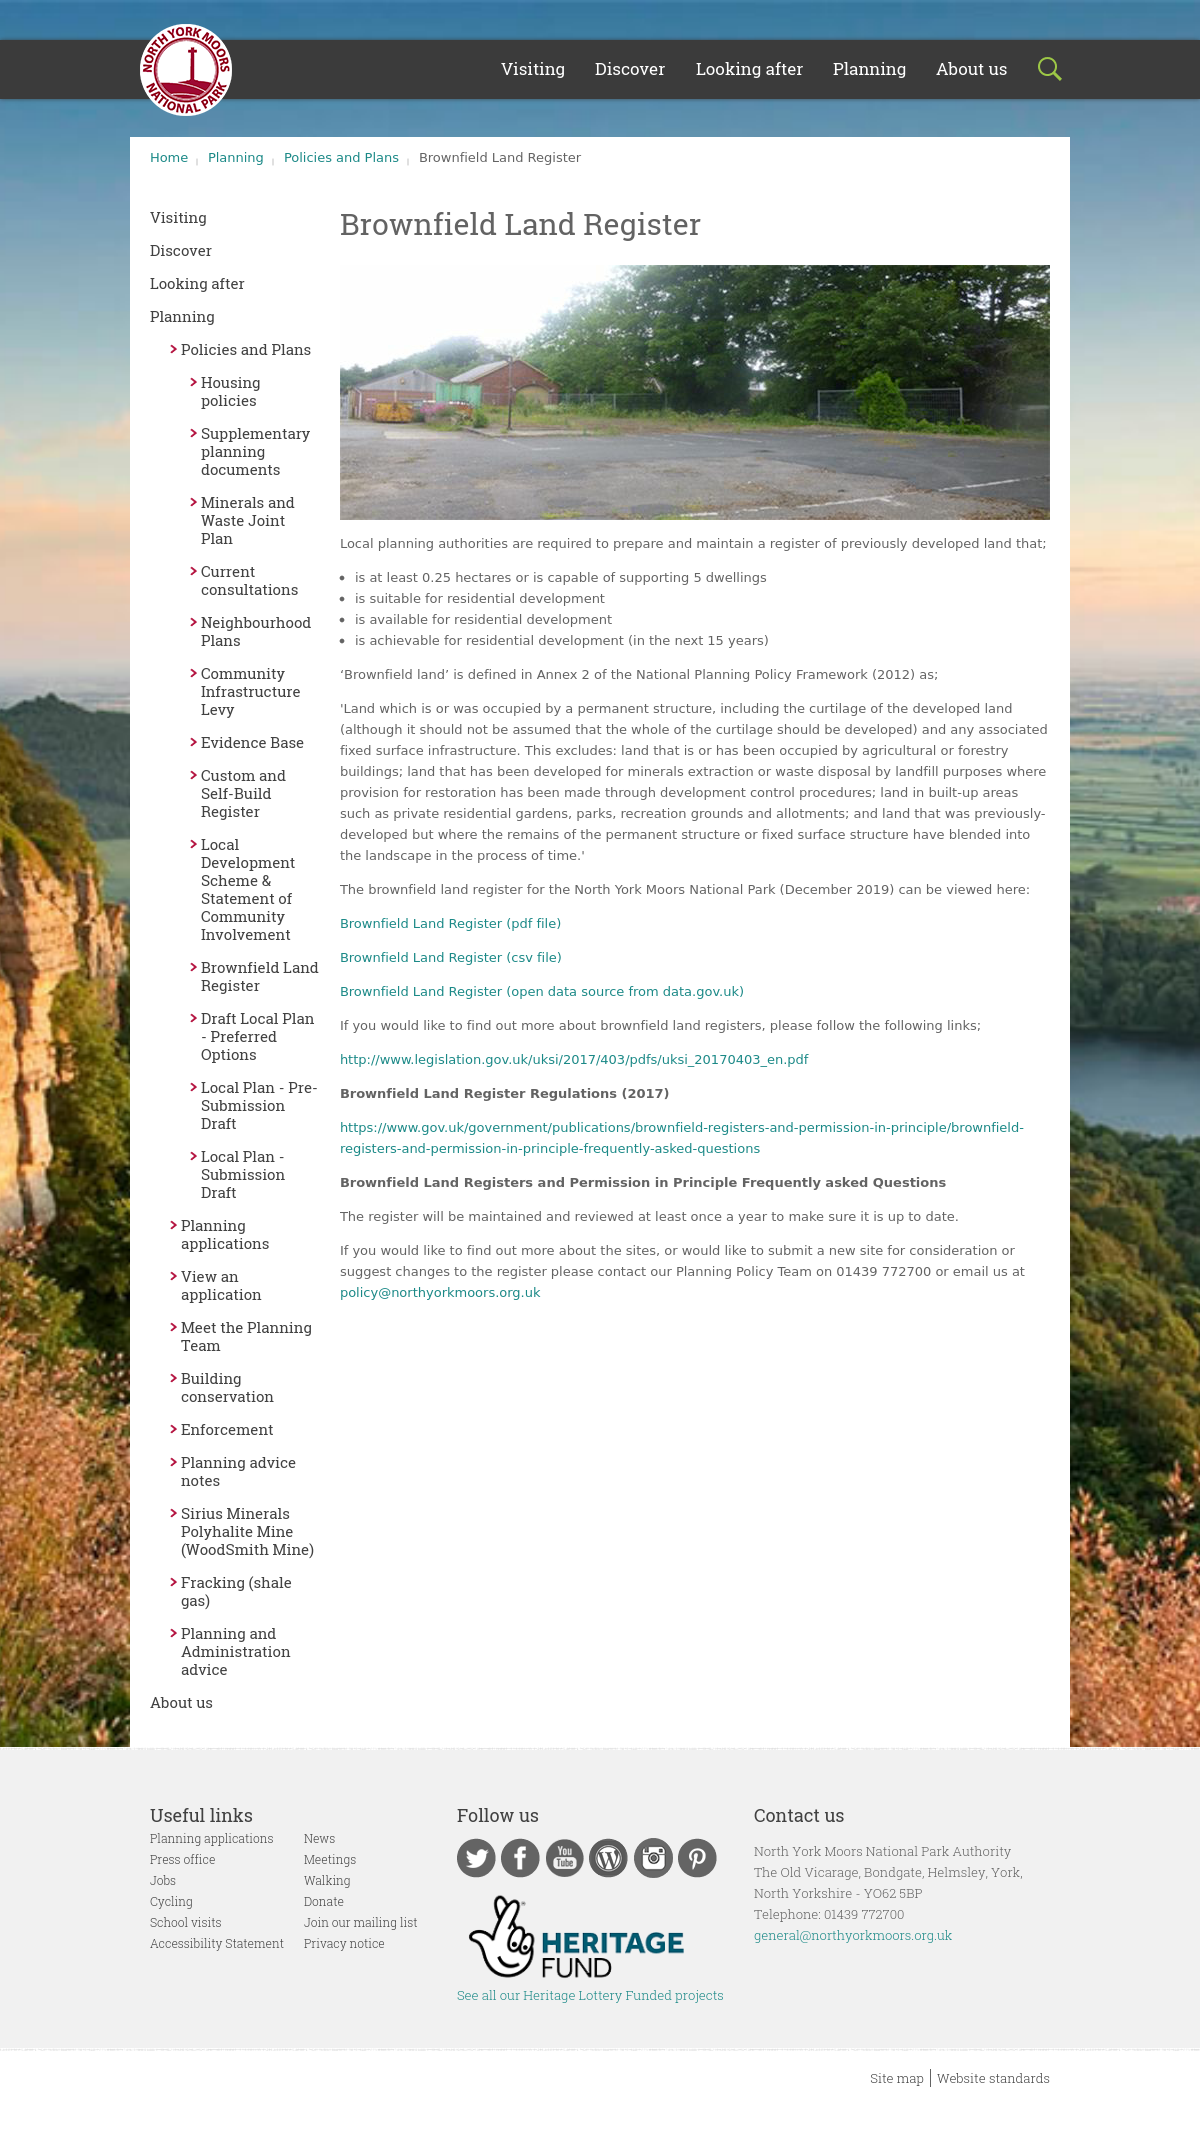 NORTH YORK MOORS
NATIONAL PARK
Visiting Discover Looking after Planning About us
Home Planning Policies and Plans Brownfield Land Register
Visiting
Discover
Looking after
Planning
Policies and Plans
Housing
policies
Supplementary
planning
documents
Minerals and
Waste Joint
Plan
Current
consultations
Neighbourhood
Plans
Community
Infrastructure
Levy
Evidence Base
Custom and
Self-Build
Register
Local
Development
Scheme &
Statement of
Community
Involvement
Brownfield Land
Register
Draft Local Plan
- Preferred
Options
Local Plan - Pre-
Submission
Draft
Local Plan -
Submission
Draft
Planning
applications
View an
application
Meet the Planning
Team
Building
conservation
Enforcement
Planning advice
notes
Sirius Minerals
Polyhalite Mine
(WoodSmith Mine)
Fracking (shale
gas)
Planning and
Administration
advice
About us
Brownfield Land Register
Local planning authorities are required to prepare and maintain a register of previously developed land that;
• is at least 0.25 hectares or is capable of supporting 5 dwellings
• is suitable for residential development
• is available for residential development
• is achievable for residential development (in the next 15 years)
‘Brownfield land’ is defined in Annex 2 of the National Planning Policy Framework (2012) as;
'Land which is or was occupied by a permanent structure, including the curtilage of the developed land
(although it should not be assumed that the whole of the curtilage should be developed) and any associated
fixed surface infrastructure. This excludes: land that is or has been occupied by agricultural or forestry
buildings; land that has been developed for minerals extraction or waste disposal by landfill purposes where
provision for restoration has been made through development control procedures; land in built-up areas
such as private residential gardens, parks, recreation grounds and allotments; and land that was previously-
developed but where the remains of the permanent structure or fixed surface structure have blended into
the landscape in the process of time.'
The brownfield land register for the North York Moors National Park (December 2019) can be viewed here:
Brownfield Land Register (pdf file)
Brownfield Land Register (csv file)
Brownfield Land Register (open data source from data.gov.uk)
If you would like to find out more about brownfield land registers, please follow the following links;
http://www.legislation.gov.uk/uksi/2017/403/pdfs/uksi_20170403_en.pdf
Brownfield Land Register Regulations (2017)
https://www.gov.uk/government/publications/brownfield-registers-and-permission-in-principle/brownfield-
registers-and-permission-in-principle-frequently-asked-questions
Brownfield Land Registers and Permission in Principle Frequently asked Questions
The register will be maintained and reviewed at least once a year to make sure it is up to date.
If you would like to find out more about the sites, or would like to submit a new site for consideration or
suggest changes to the register please contact our Planning Policy Team on 01439 772700 or email us at
policy@northyorkmoors.org.uk
Useful links
Planning applications
Press office
Jobs
Cycling
School visits
Accessibility Statement
News
Meetings
Walking
Donate
Join our mailing list
Privacy notice
Follow us
You
Tube
HERITAGE
FUND
See all our Heritage Lottery Funded projects
Contact us
North York Moors National Park Authority
The Old Vicarage, Bondgate, Helmsley, York,
North Yorkshire - YO62 5BP
Telephone: 01439 772700
general@northyorkmoors.org.uk
Site map | Website standards